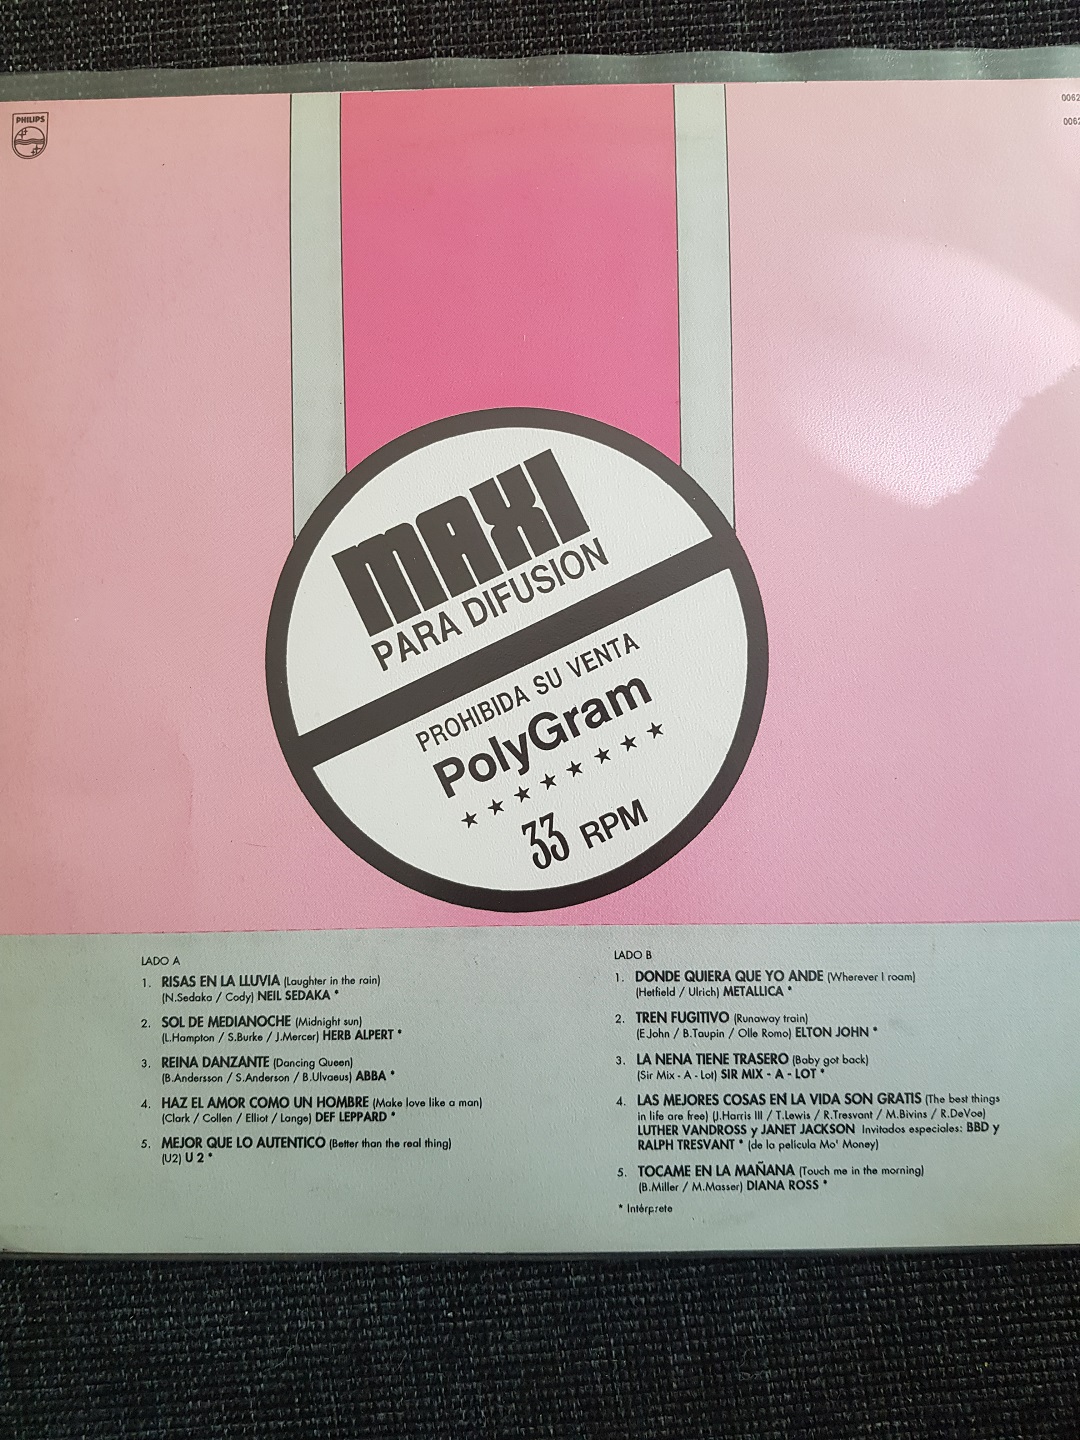 PHILIPS
0062
0062
MAXI
PARA DIFUSION
PROHIBIDA SU VENTA
PolyGram
★ ★ ★ ★ ★ ★ ★ ★
33 RPM
LADO A
1. RISAS EN LA LLUVIA (Laughter in the rain)
(N.Sedaka / Cody) NEIL SEDAKA *
2. SOL DE MEDIANOCHE (Midnight sun)
(L.Hampton / S.Burke / J.Mercer) HERB ALPERT *
3. REINA DANZANTE (Dancing Queen)
(B.Andersson / S.Anderson / B.Ulvaeus) ABBA *
4. HAZ EL AMOR COMO UN HOMBRE (Make love like a man)
(Clark / Collen / Elliot / Lange) DEF LEPPARD *
5. MEJOR QUE LO AUTENTICO (Better than the real thing)
(U2) U 2 *
LADO B
1. DONDE QUIERA QUE YO ANDE (Wherever I roam)
(Hetfield / Ulrich) METALLICA *
2. TREN FUGITIVO (Runaway train)
(E.John / B.Taupin / Olle Romo) ELTON JOHN *
3. LA NENA TIENE TRASERO (Baby got back)
(Sir Mix - A - Lot) SIR MIX - A - LOT *
4. LAS MEJORES COSAS EN LA VIDA SON GRATIS (The best things
in life are free) (J.Harris III / T.Lewis / R.Tresvant / M.Bivins / R.DeVoe)
LUTHER VANDROSS y JANET JACKSON Invitados especiales: BBD y
RALPH TRESVANT * (de la película Mo' Money)
5. TOCAME EN LA MAÑANA (Touch me in the morning)
(B.Miller / M.Masser) DIANA ROSS *
* Intérprete